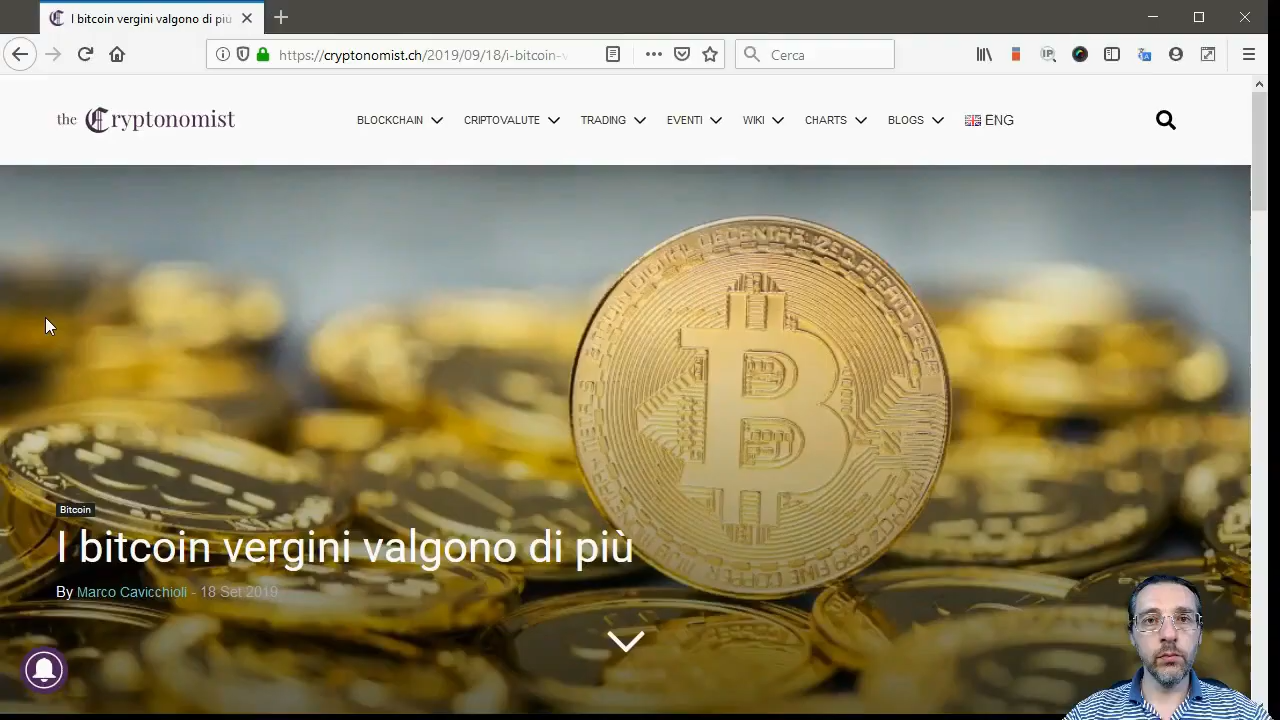 I bitcoin vergini valgono di più
https://cryptonomist.ch/2019/09/18/i-bitcoin-v
Cerca
the Cryptonomist
BLOCKCHAIN CRIPTOVALUTE TRADING EVENTI WIKI CHARTS BLOGS ENG
Bitcoin
I bitcoin vergini valgono di più
By Marco Cavicchioli - 18 Set 2019